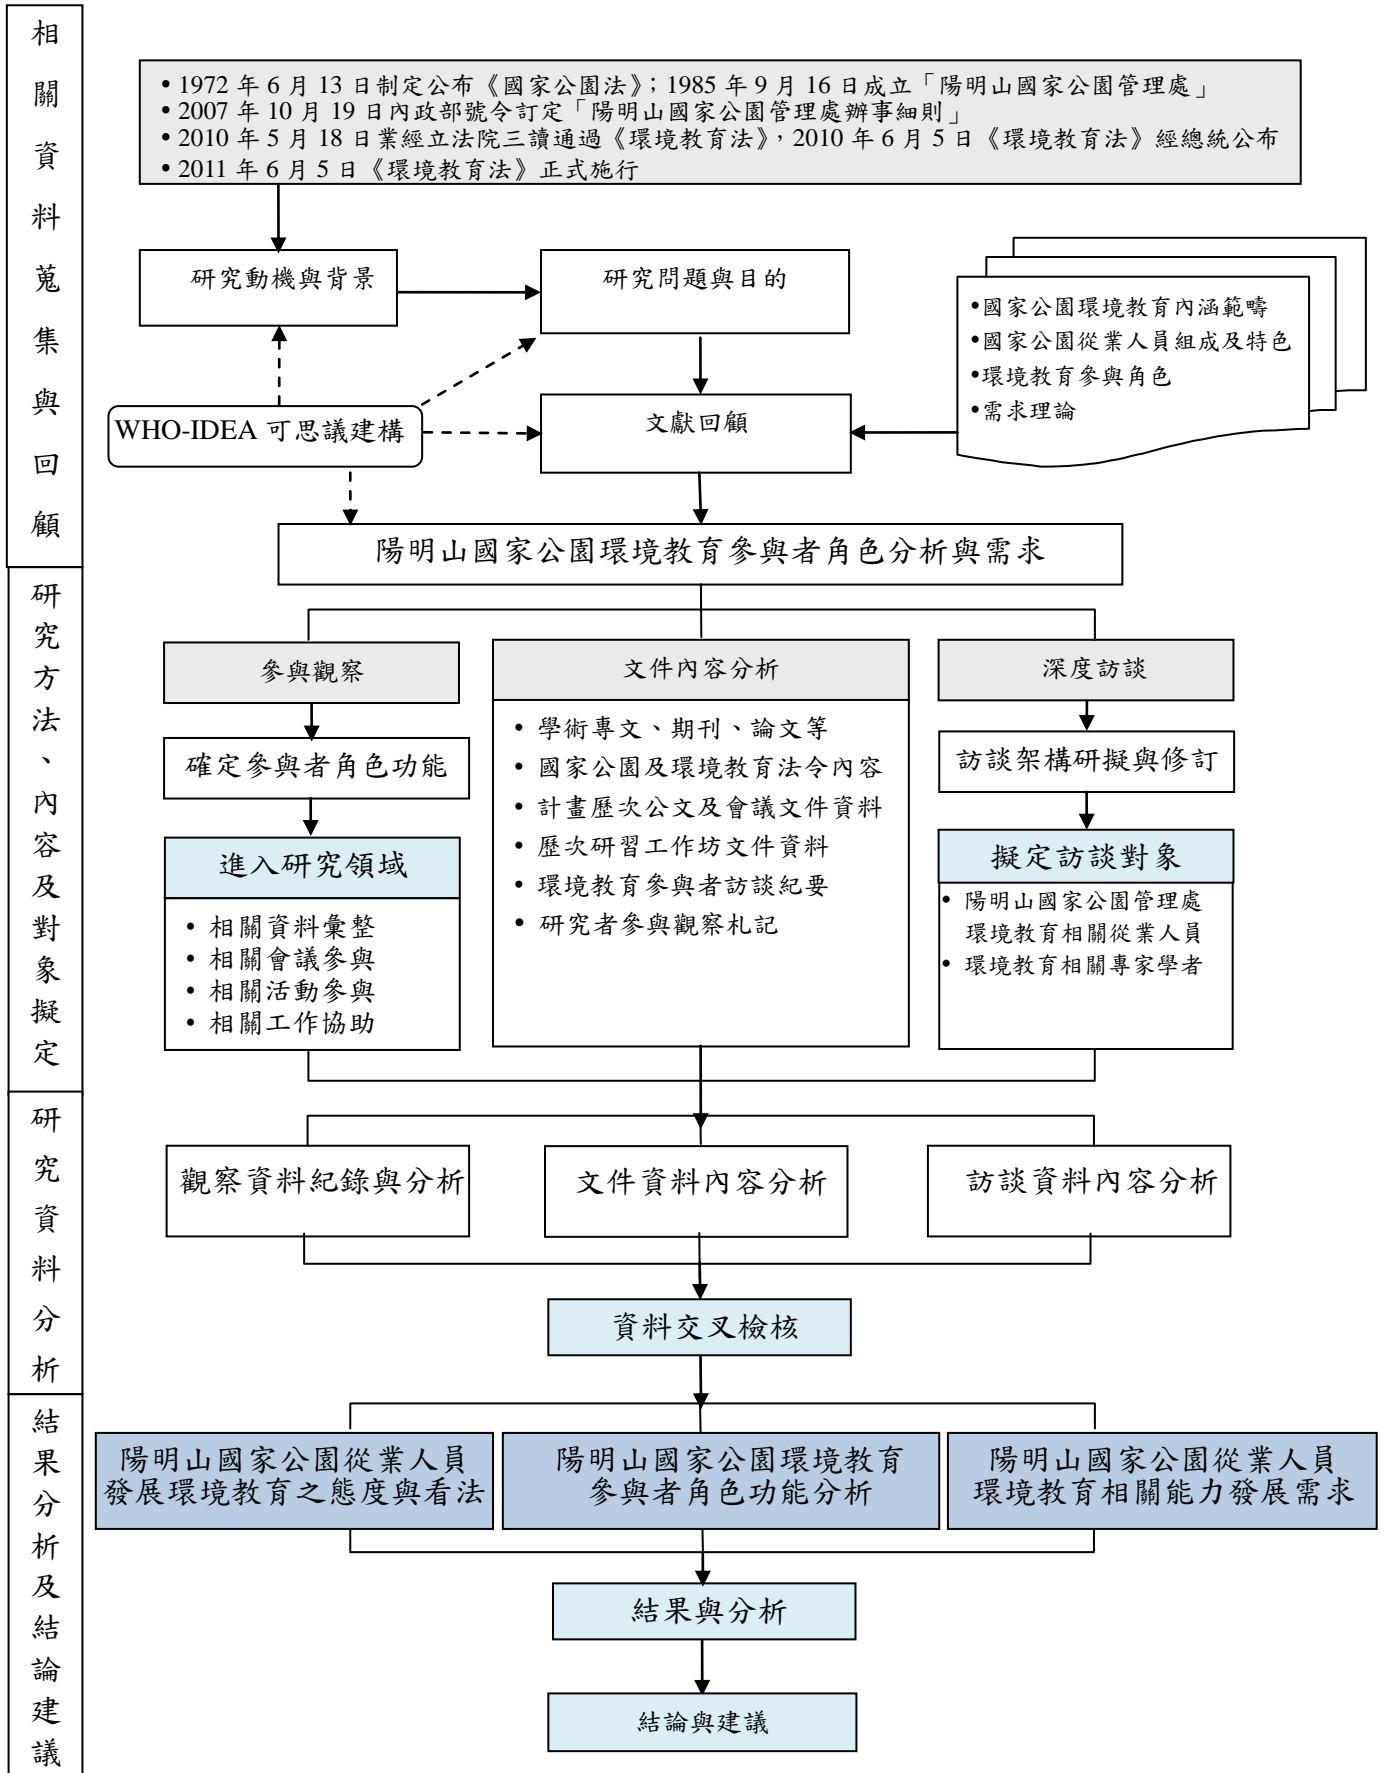 相關資料蒐集與回顧
• 1972 年 6 月 13 日制定公布《國家公園法》；1985 年 9 月 16 日成立「陽明山國家公園管理處」
• 2007 年 10 月 19 日內政部號令訂定「陽明山國家公園管理處辦事細則」
• 2010 年 5 月 18 日業經立法院三讀通過《環境教育法》，2010 年 6 月 5 日《環境教育法》經總統公布
• 2011 年 6 月 5 日《環境教育法》正式施行
研究動機與背景
研究問題與目的
•國家公園環境教育內涵範疇
•國家公園從業人員組成及特色
•環境教育參與角色
•需求理論
WHO-IDEA 可思議建構
文獻回顧
陽明山國家公園環境教育參與者角色分析與需求
研究方法、內容及對象擬定
參與觀察
確定參與者角色功能
進入研究領域
• 相關資料彙整
• 相關會議參與
• 相關活動參與
• 相關工作協助
文件內容分析
• 學術專文、期刊、論文等
• 國家公園及環境教育法令內容
• 計畫歷次公文及會議文件資料
• 歷次研習工作坊文件資料
• 環境教育參與者訪談紀要
• 研究者參與觀察札記
深度訪談
訪談架構研擬與修訂
擬定訪談對象
• 陽明山國家公園管理處
環境教育相關從業人員
• 環境教育相關專家學者
研究資料分析
觀察資料紀錄與分析
文件資料內容分析
訪談資料內容分析
資料交叉檢核
結果分析及結論建議
陽明山國家公園從業人員
發展環境教育之態度與看法
陽明山國家公園環境教育
參與者角色功能分析
陽明山國家公園從業人員
環境教育相關能力發展需求
結果與分析
結論與建議